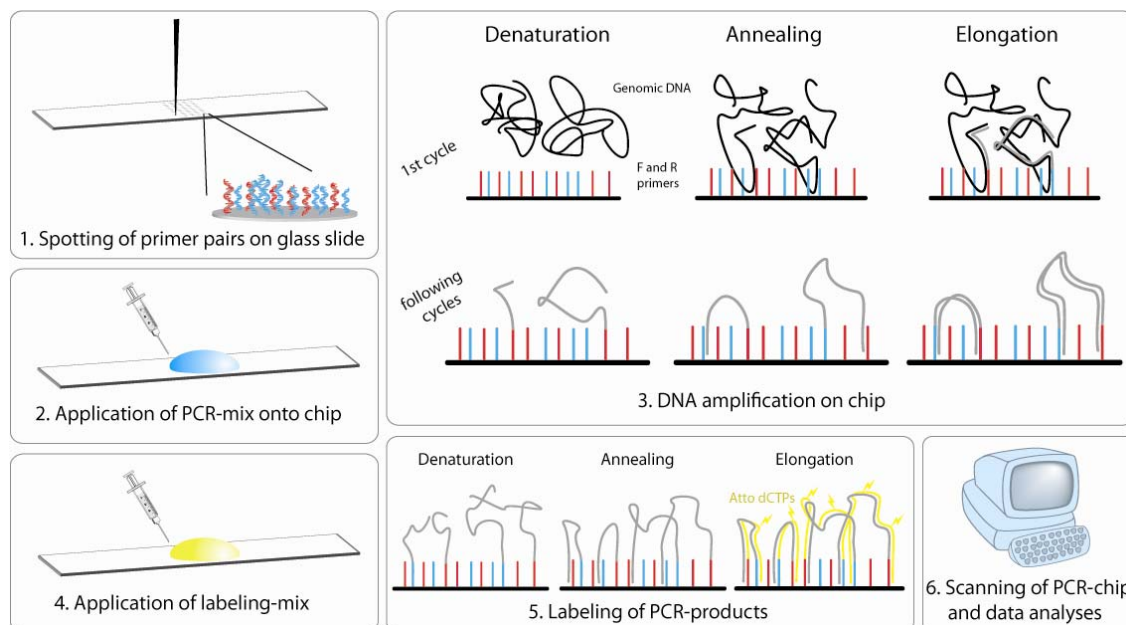 1. Spotting of primer pairs on glass slide
2. Application of PCR-mix onto chip
Denaturation
Annealing
Elongation
1st cycle
Genomic DNA
F and R
primers
following
cycles
3. DNA amplification on chip
4. Application of labeling-mix
Denaturation
Annealing
Elongation
Atto dCTPs
5. Labeling of PCR-products
6. Scanning of PCR-chip
and data analyses